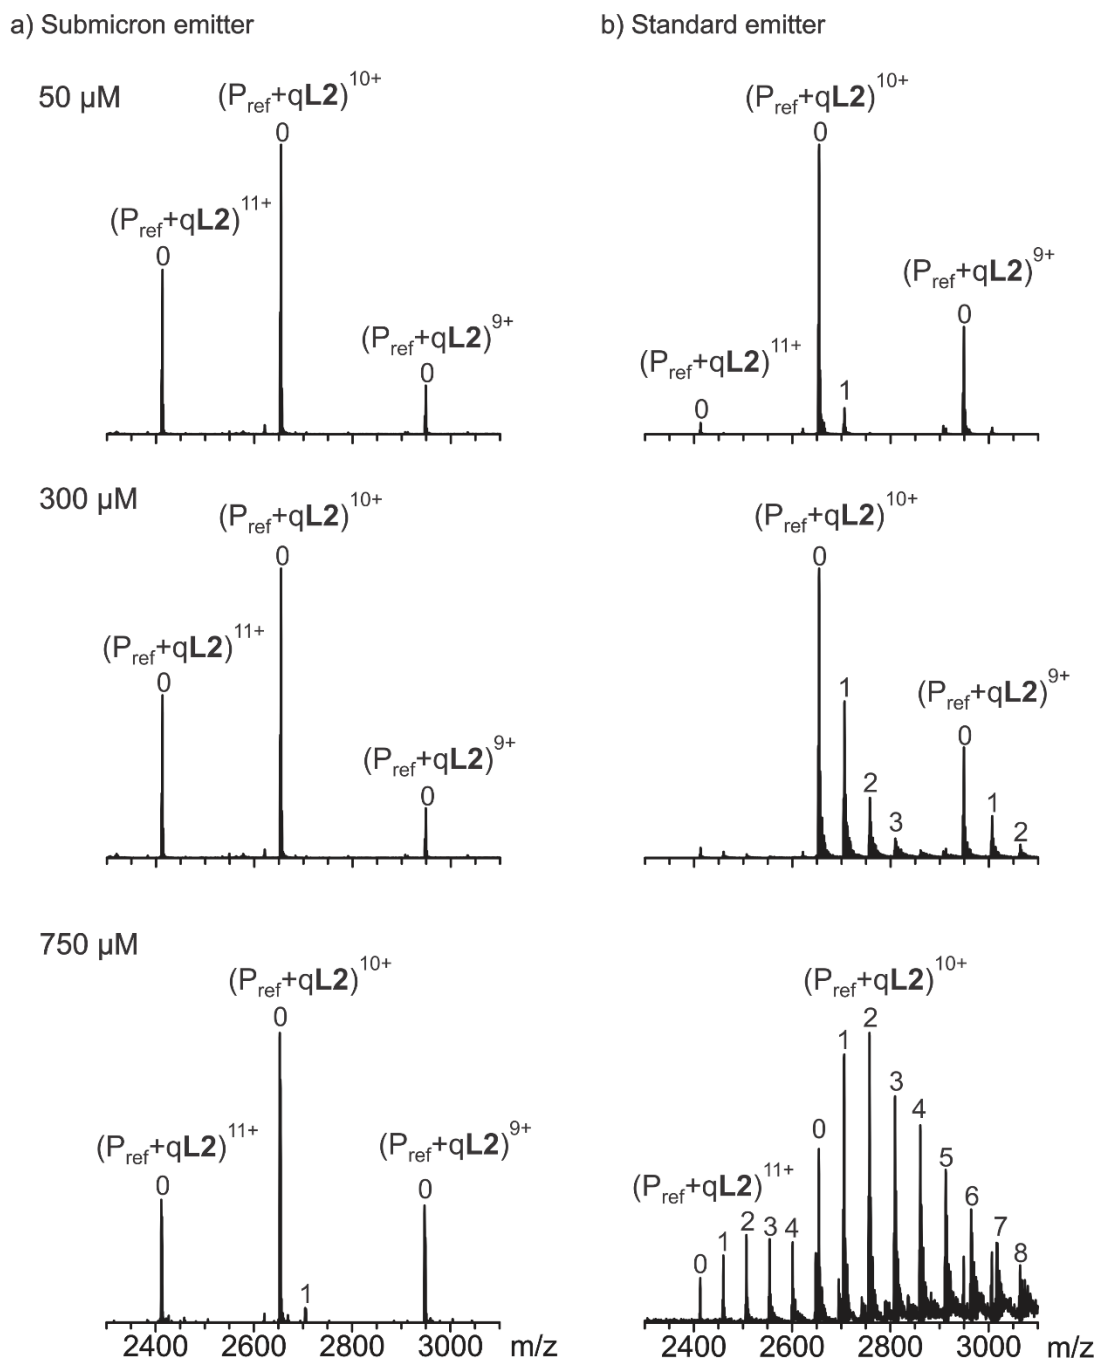 a) Submicron emitter
b) Standard emitter
50 µM
(Pref+qL2)10+
0
(Pref+qL2)11+
0
(Pref+qL2)9+
0
2400 2600 2800 3000 m/z
(Pref+qL2)10+
0
(Pref+qL2)9+
0
(Pref+qL2)11+
0
1
300 µM
(Pref+qL2)10+
0
(Pref+qL2)11+
0
(Pref+qL2)9+
0
(Pref+qL2)10+
0
1
2
3
(Pref+qL2)9+
0
1
2
750 µM
(Pref+qL2)10+
0
(Pref+qL2)11+
0
(Pref+qL2)9+
0
1
(Pref+qL2)10+
0 1 2 3 4 5 6 7 8
(Pref+qL2)11+
0 1 2 3 4
2400 2600 2800 3000 m/z